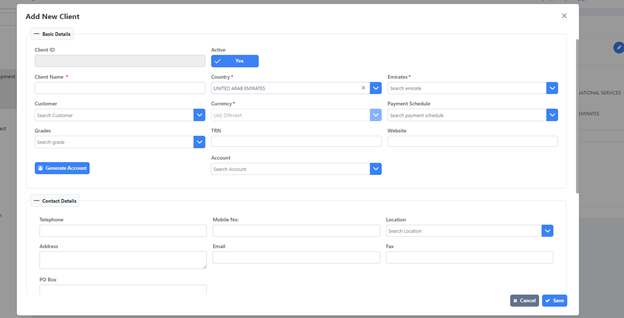 Add New Client
Basic Details
Client ID
Active
Yes
Client Name *
Country*
Emirates*
UNITED ARAB EMIRATES
Search emirate
Customer
Currency*
Payment Schedule
Search Customer
UAE DIRHAM
Search payment schedule
Grades
TRN
Website
Search grade
Account
Generate Account
Search Account
Contact Details
Telephone
Mobile No:
Location
Search Location
Address
Email
Fax
PO Box
Cancel
Save
ATIONAL SERVICES
EMIRATES
ayment